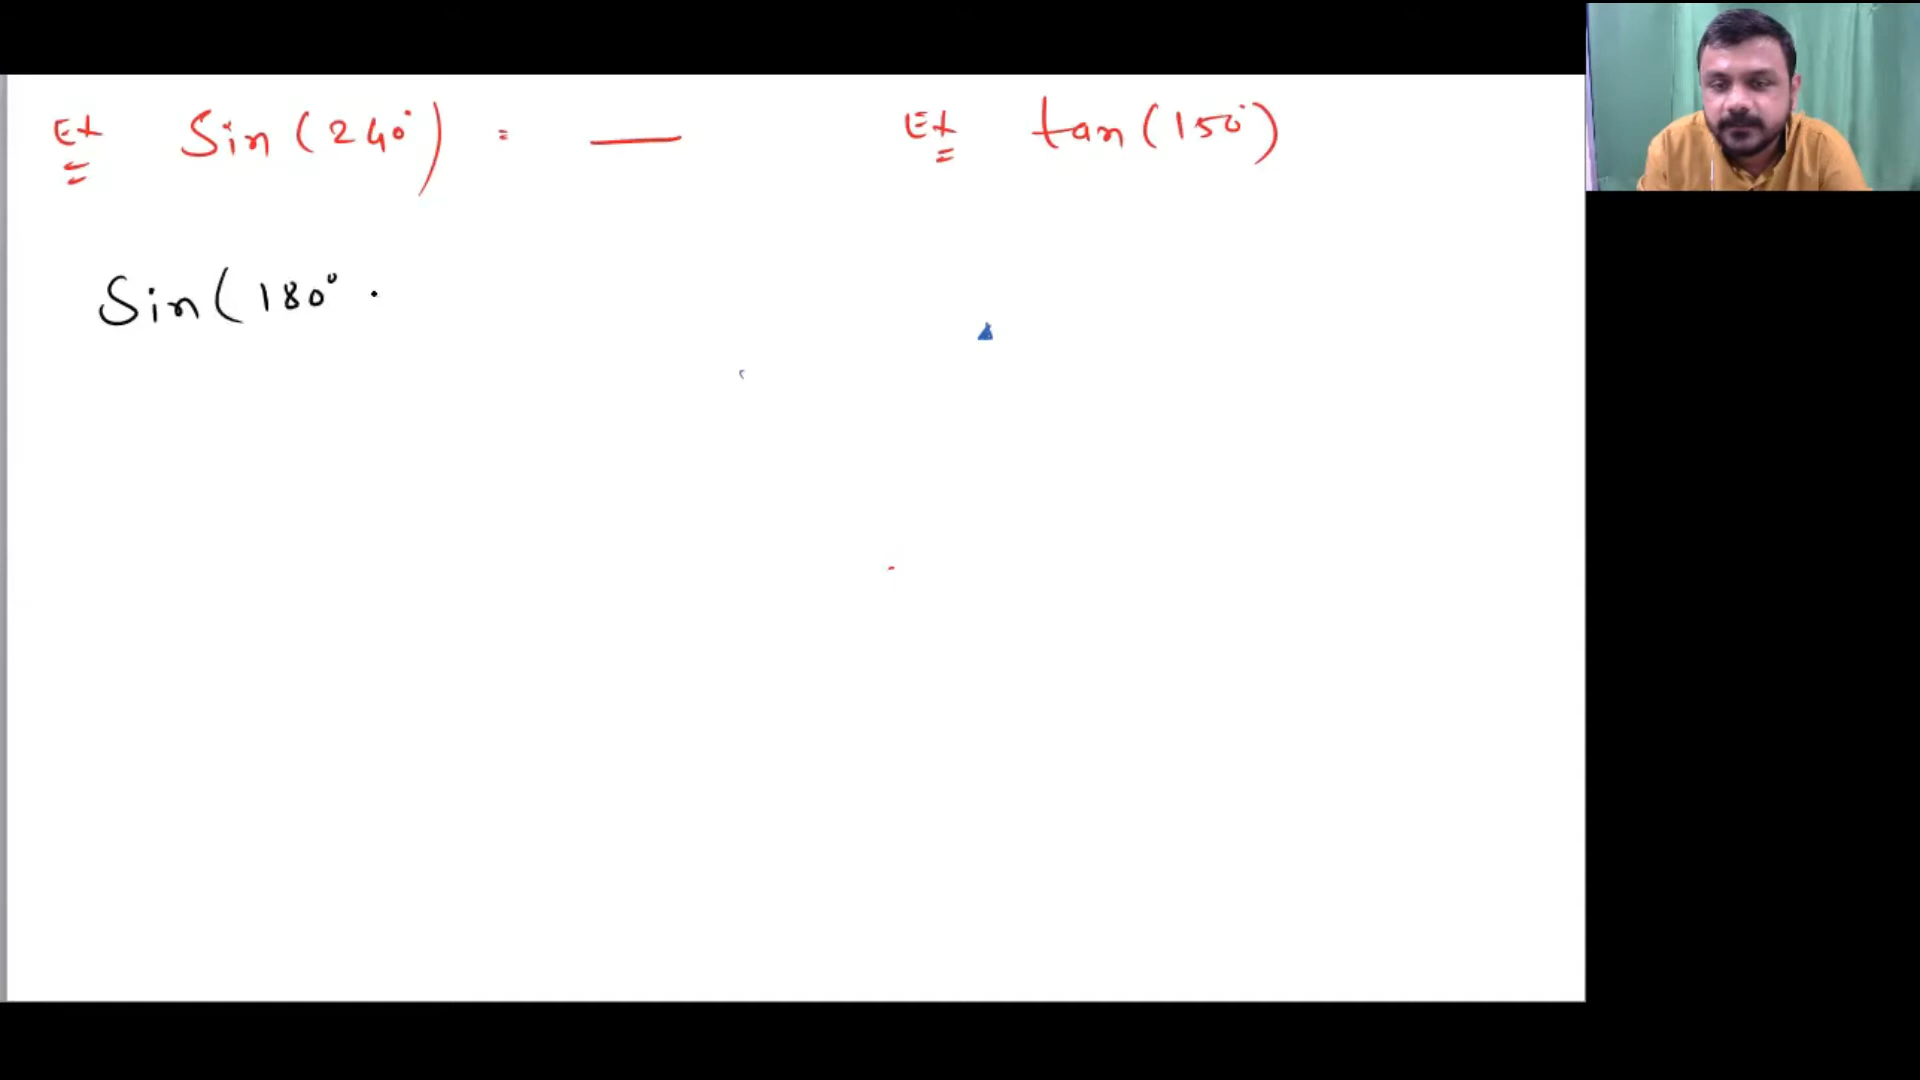 Ex Sin(240°) = ___ Ex tan(150°)
Sin(180°